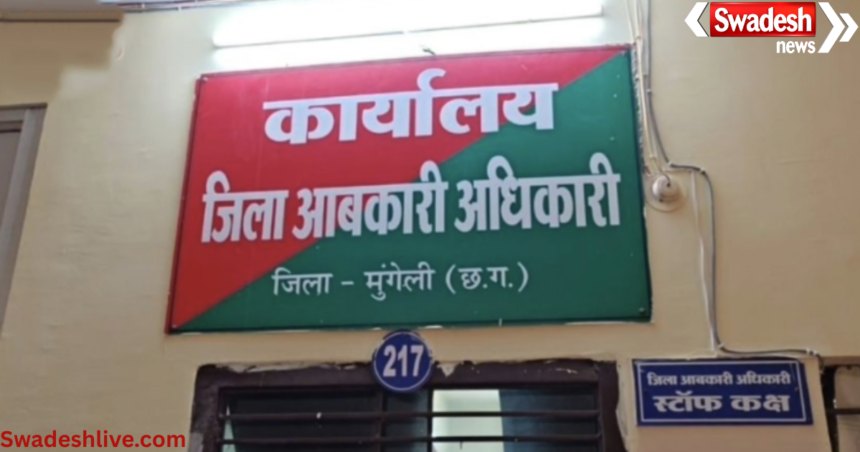 Swadesh
news
कार्यालय
जिला आबकारी अधिकारी
जिला - मुंगेली (छ.ग.)
217
जिला आबकारी अधिकारी
स्टॉफ कक्ष
Swadeshlive.com